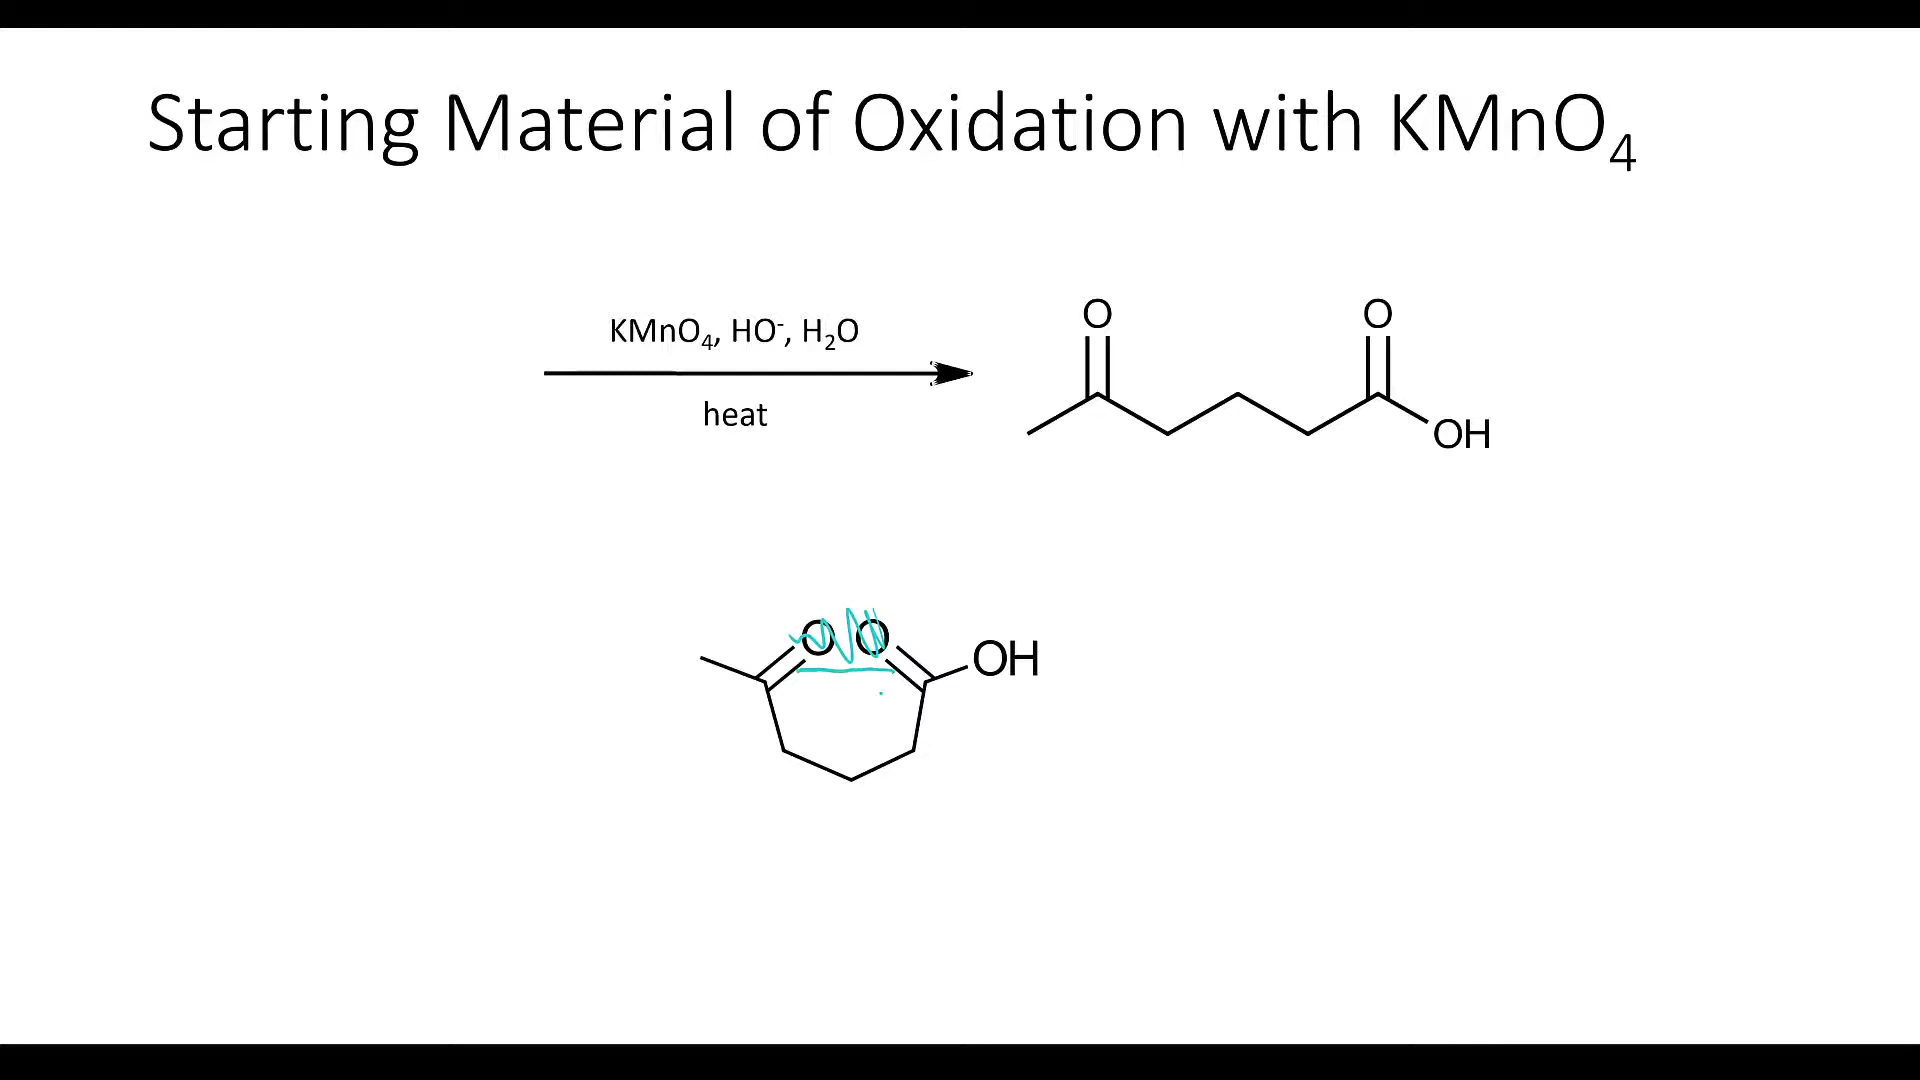 Starting Material of Oxidation with KMnO₄
KMnO₄, HO⁻, H₂O
heat
O O
OH
O O OH